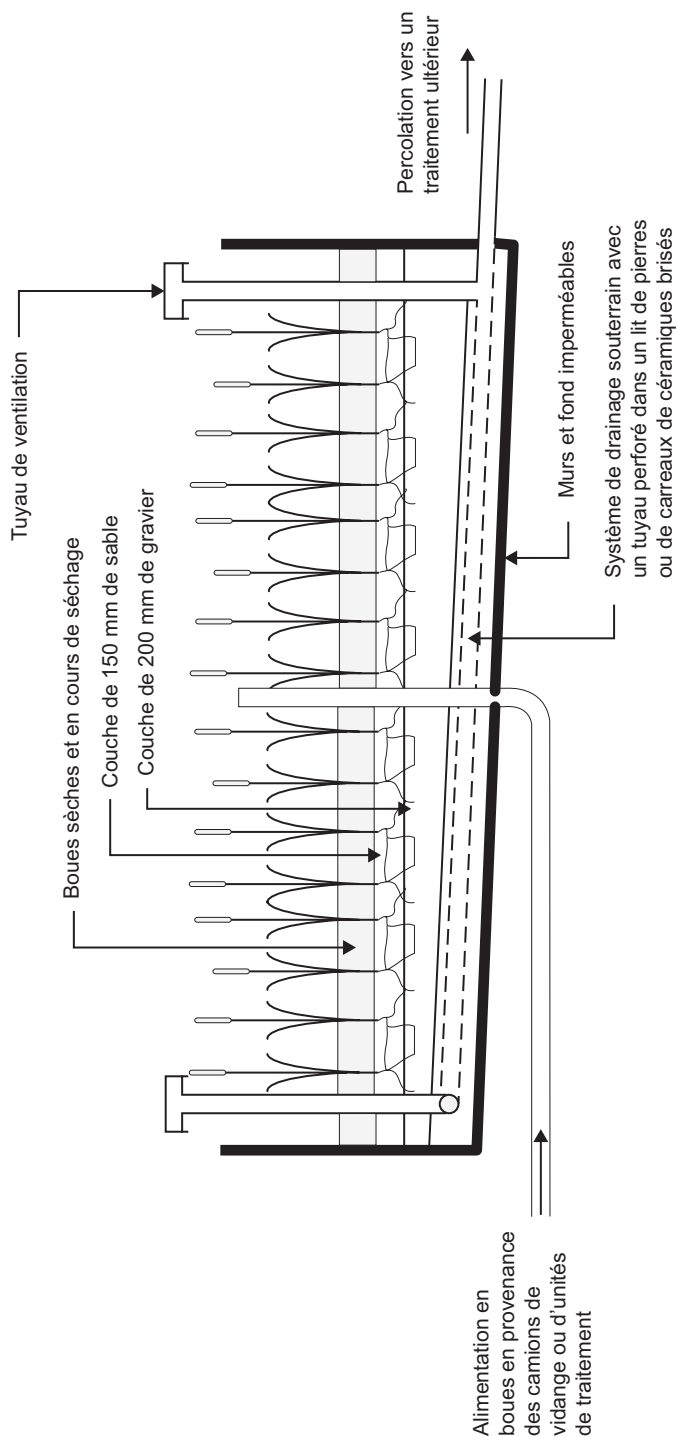 Tuyau de ventilation
Boues sèches et en cours de séchage
Couche de 150 mm de sable
Couche de 200 mm de gravier
Percolation vers un
traitement ultérieur
Alimentation en
boues en provenance
des camions de
vidange ou d'unités
de traitement
Murs et fond imperméables
Système de drainage souterrain avec
un tuyau perforé dans un lit de pierres
ou de carreaux de céramiques brisés